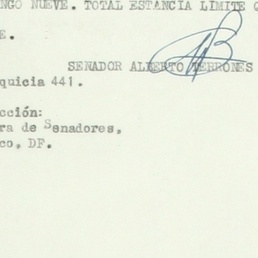 NGO NUEVE. TOTAL ESTANCIA LIMITE Q
E.
SENADOR ALBERTO TERRONES
quicia 441.
cción:
ra de Senadores,
co, DF.